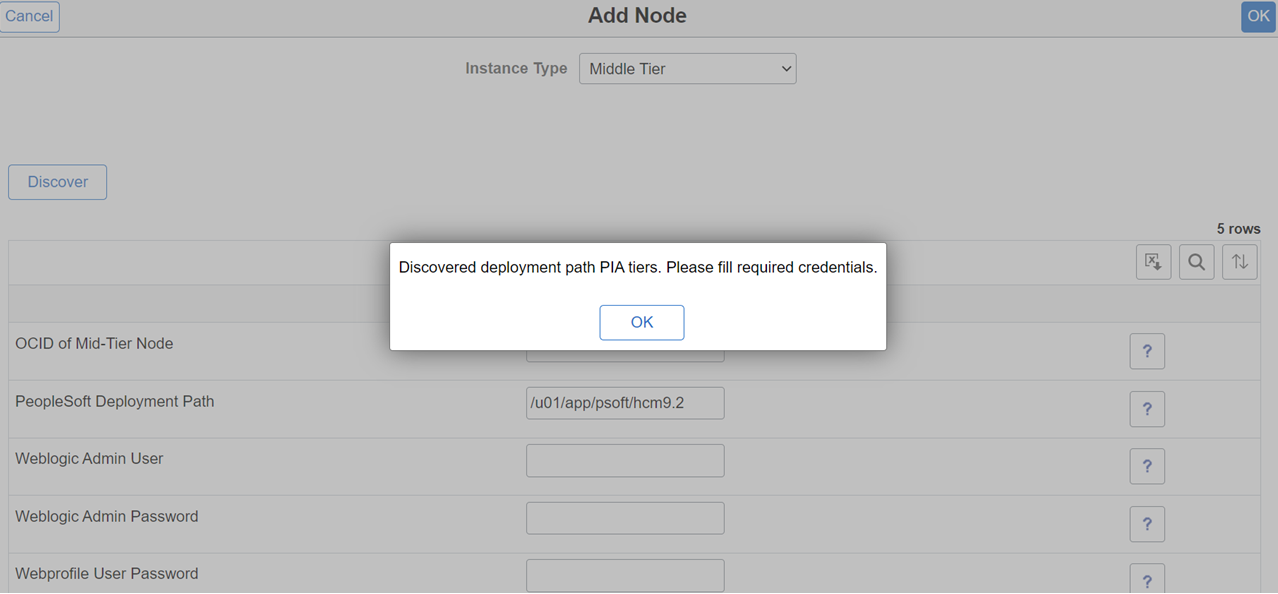 Cancel
Add Node
OK
Instance Type
Middle Tier
Discover
5 rows
Discovered deployment path PIA tiers. Please fill required credentials.
OK
OCID of Mid-Tier Node
?
PeopleSoft Deployment Path
/u01/app/psoft/hcm9.2
?
Weblogic Admin User
?
Weblogic Admin Password
?
Webprofile User Password
?